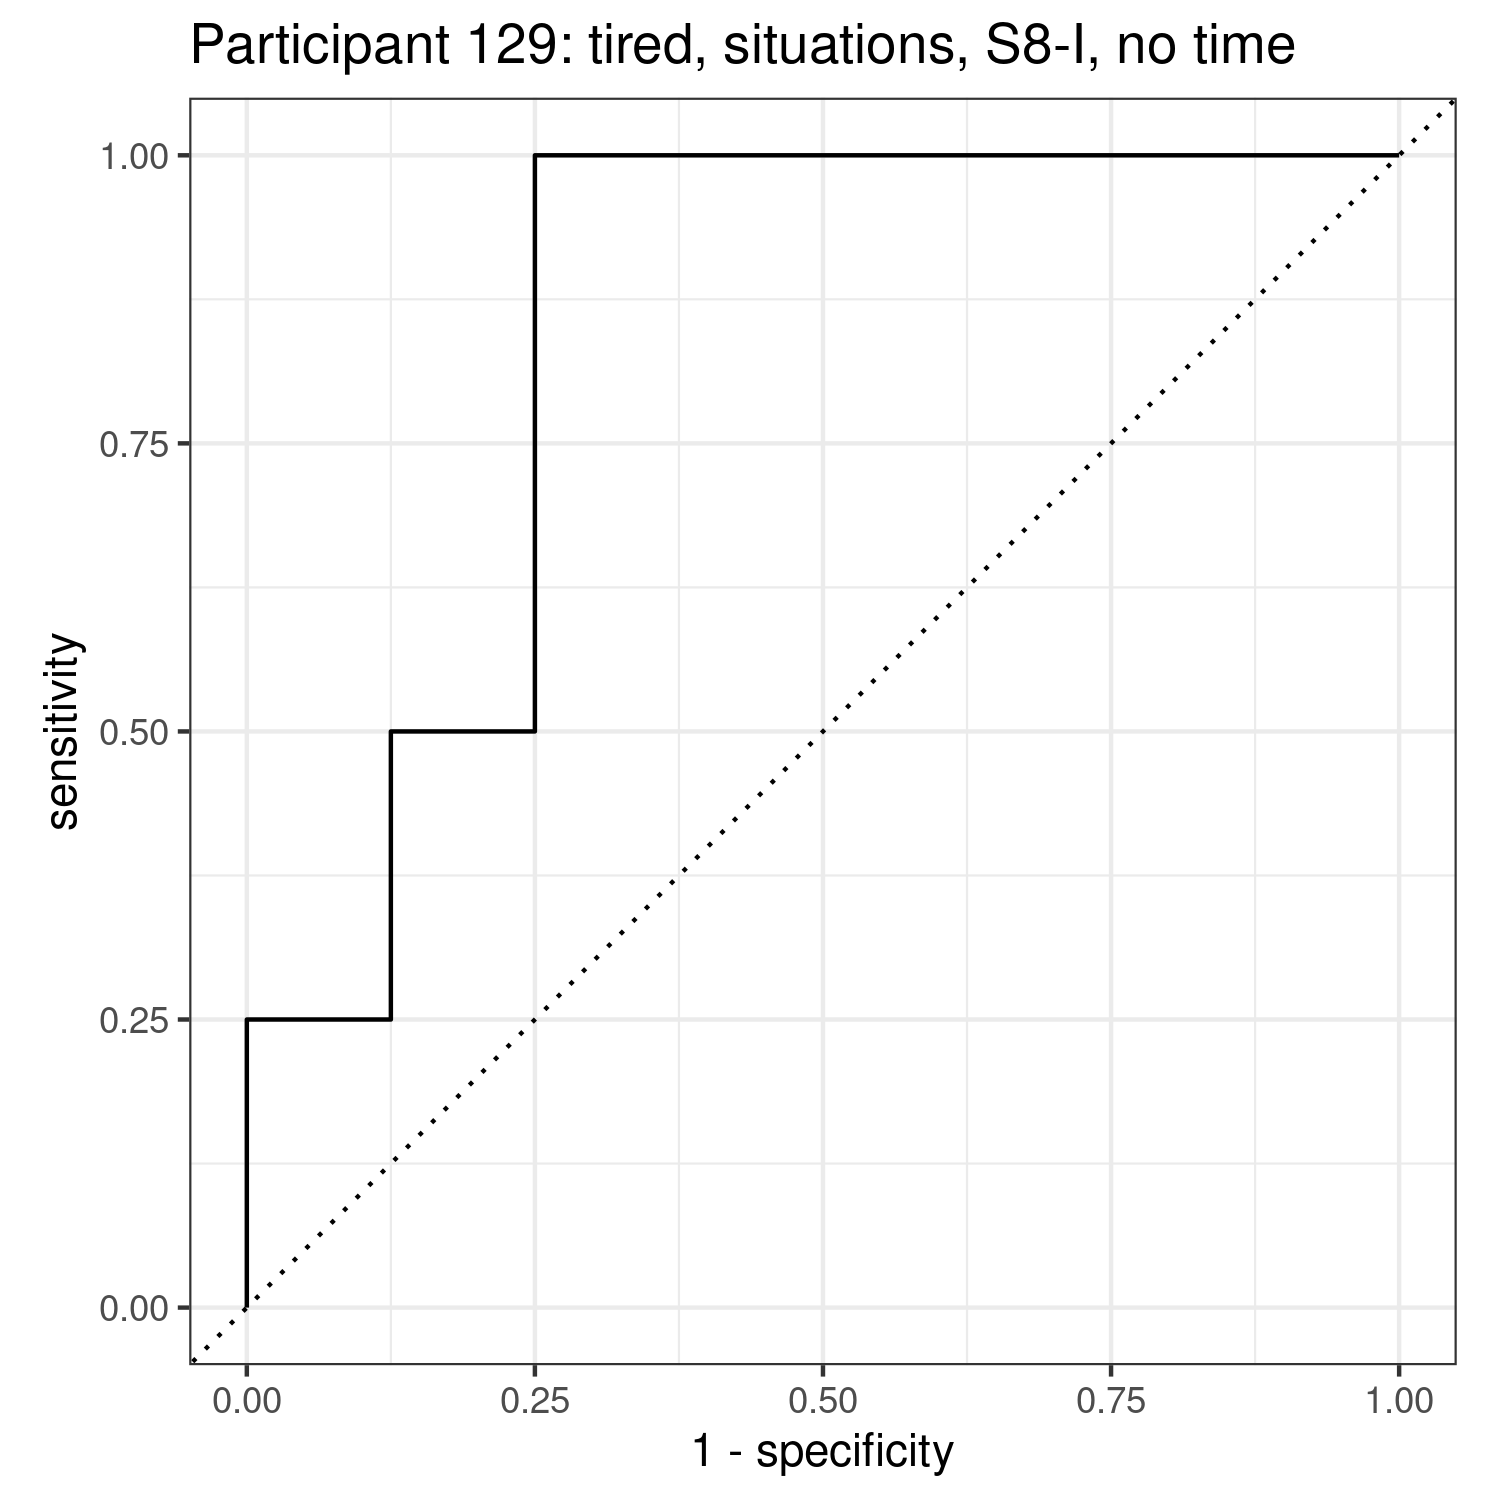 Participant 129: tired, situations, S8-I, no time
1.00
0.75
0.50
0.25
0.00
sensitivity
0.00 0.25 0.50 0.75 1.00
1 - specificity